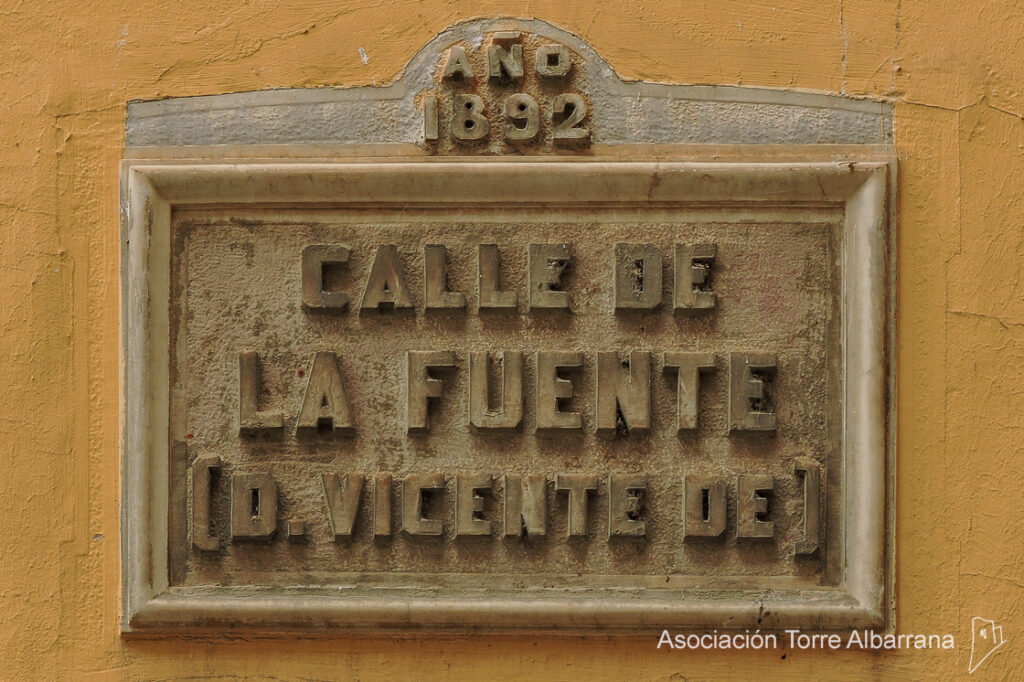 AÑO
1892
CALLE DE
LA FUENTE
(D. VICENTE DE)
Asociación Torre Albarrana